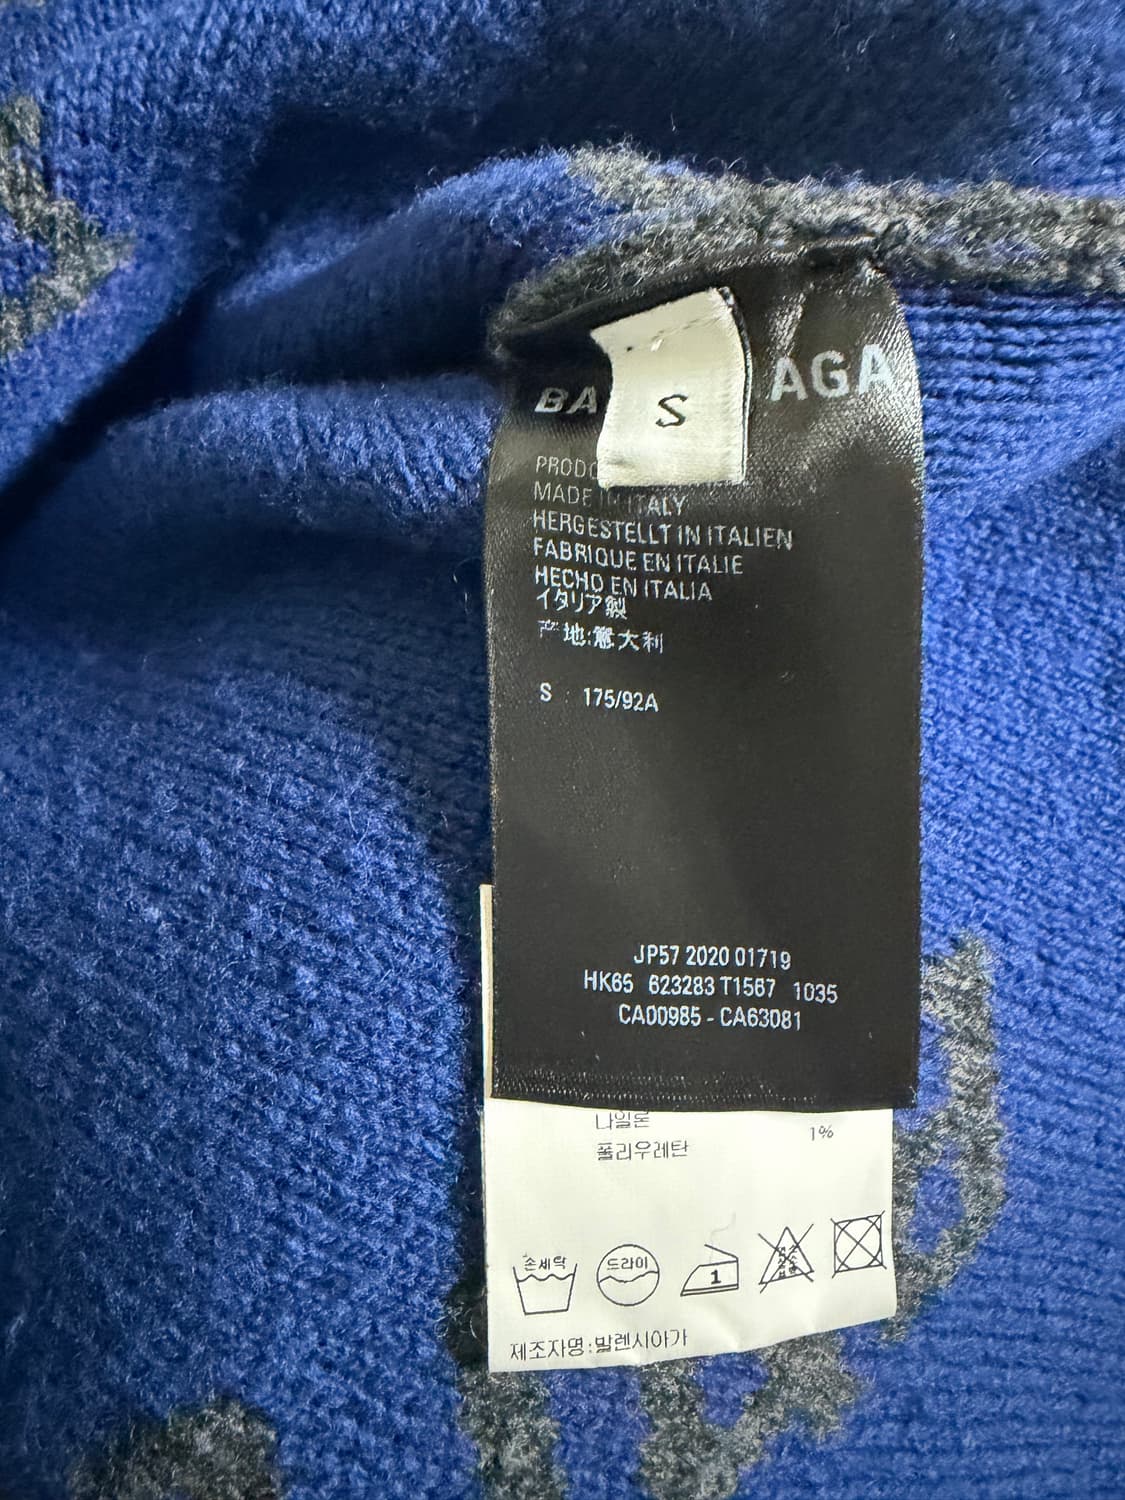 S
BA AGA
PROD
MADE IN ITALY
HERGESTELLT IN ITALIEN
FABRIQUE EN ITALIE
HECHO EN ITALIA
イタリア製
产地:意大利
S 175/92A
JP57 2020 01719
HK65 623283 T1567 1035
CA00985 - CA63081
나일론
1%
폴리우레탄
손세탁
드라이
1
제조자명:발렌시아가